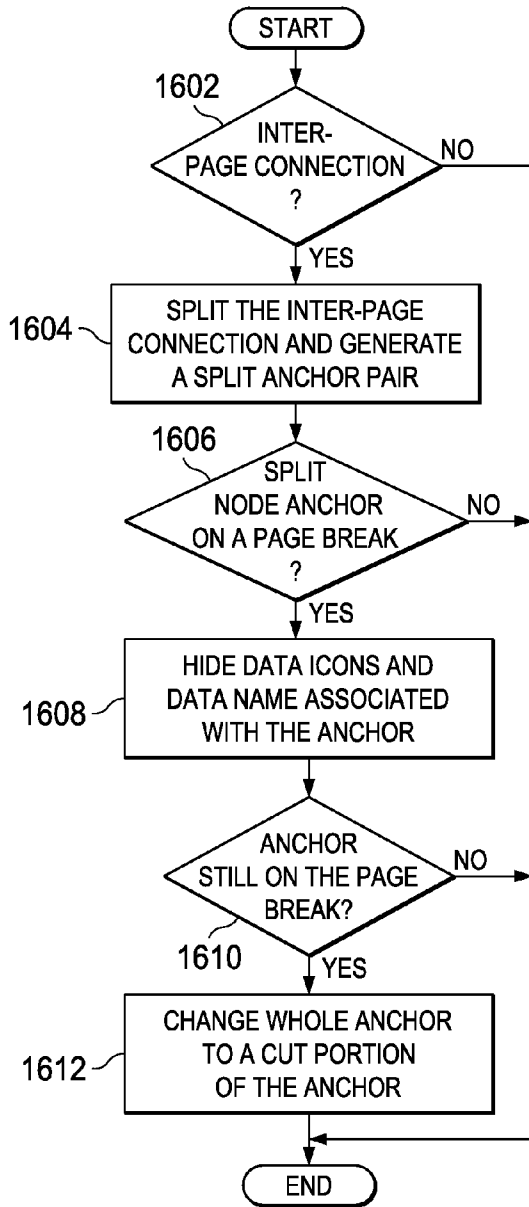 START
1602
INTER-
PAGE CONNECTION
?
NO
YES
1604
SPLIT THE INTER-PAGE
CONNECTION AND GENERATE
A SPLIT ANCHOR PAIR
1606
SPLIT
NODE ANCHOR
ON A PAGE BREAK
?
NO
YES
1608
HIDE DATA ICONS AND
DATA NAME ASSOCIATED
WITH THE ANCHOR
ANCHOR
STILL ON THE PAGE
BREAK?
NO
1610
YES
1612
CHANGE WHOLE ANCHOR
TO A CUT PORTION
OF THE ANCHOR
END